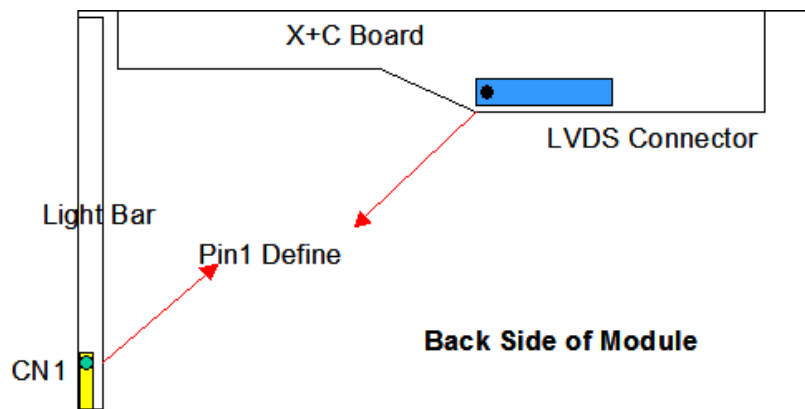 X+C Board
LVDS Connector
Light Bar
Pin1 Define
Back Side of Module
CN1